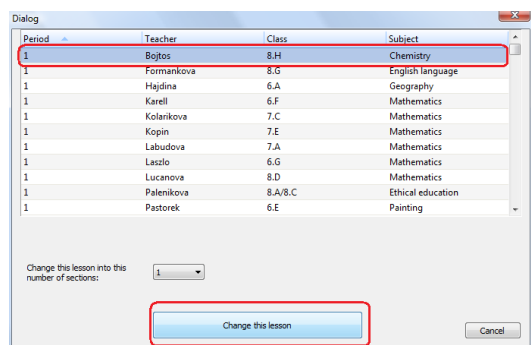 Dialog
Period Teacher Class Subject
1 Bojtos 8.H Chemistry
1 Formankova 8.G English language
1 Hajdina 6.A Geography
1 Karell 6.F Mathematics
1 Kolarikova 7.C Mathematics
1 Kopin 7.E Mathematics
1 Labudova 7.A Mathematics
1 Laszlo 6.G Mathematics
1 Lucanova 8.D Mathematics
1 Palenikova 8.A/8.C Ethical education
1 Pastorek 6.E Painting
Change this lesson into this
number of sections:
1
Change this lesson
Cancel